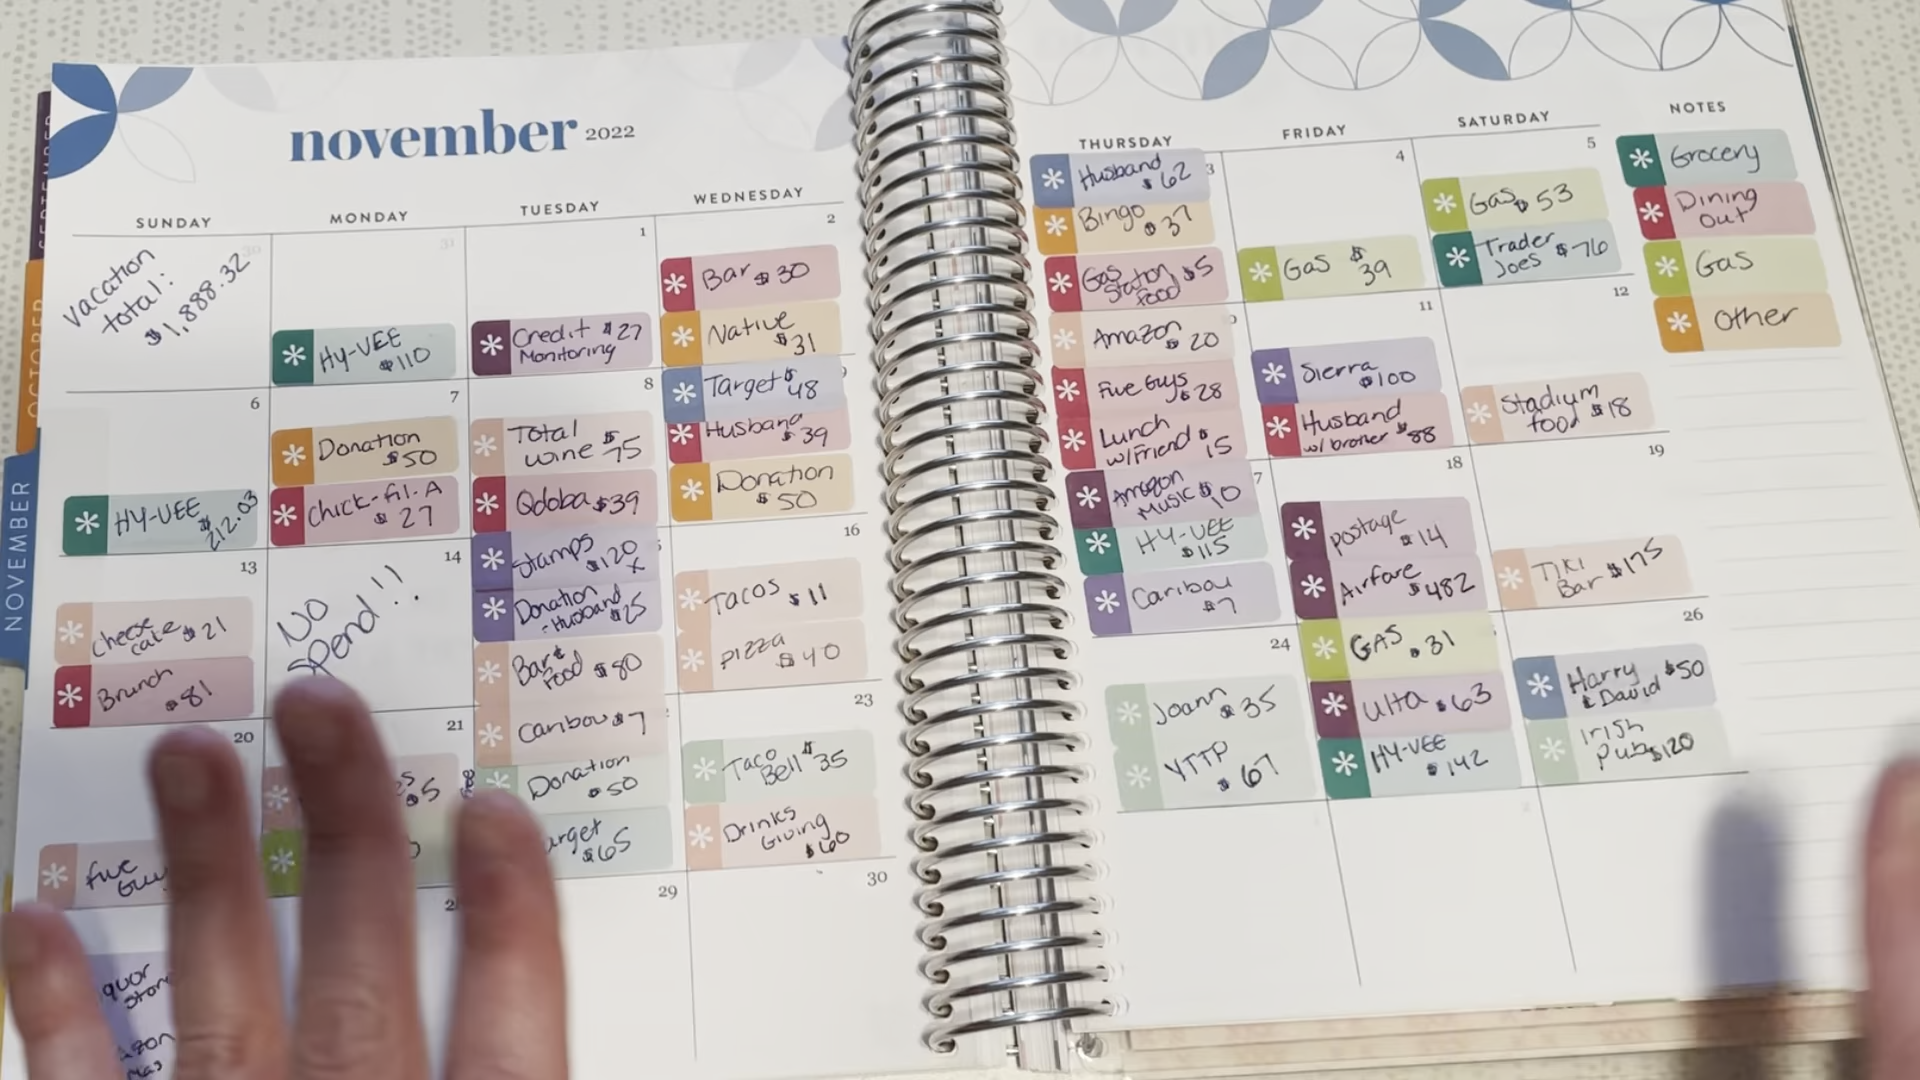 SEPTEMBER
OCTOBER
NOVEMBER
november 2022
SUNDAY
MONDAY
TUESDAY
WEDNESDAY
THURSDAY
FRIDAY
SATURDAY
NOTES
30
vacation
total:
$1,888.32
31
HY-VEE
$110
1
Credit $27
Monitoring
2
Bar $30
Native
$31
3
Husband
$62
Bingo
$37
Gas
Station $5
Food
4
Gas $
39
5
Gas $53
Trader
Joes $76
Grocery
Dining
Out
Gas
Other
6
HY-VEE
$212.03
7
Donation
$50
Chick-fil-A
$27
8
Total
wine $75
Qdoba $39
9
Target $
48
Husband
$39
Donation
$50
Amazon
$20
Five Guys
$28
Lunch
w/Friend $15
11
Sierra
$100
Husband
w/ brother $88
12
Stadium
food $18
13
Cheese
cake $21
Brunch
$81
14
No
Spend!!
Stamps
$120
Donation
-Husband $25
Bar &
Food $80
Caribou $7
16
Tacos $11
Pizza
$40
7
Amazon
Music $10
HY-VEE
$115
Caribou
$7
18
Postage
$14
Airfare
$482
19
Tiki
Bar $175
20
Five
21
$5
Donation
$50
$65
23
Taco
Bell $35
Drinks
Giving
$60
24
Joann
$35
YTTP
$67
GAS $31
Ulta $63
HY-VEE
$142
26
Harry
& David $50
Irish
Pub $120
29
30